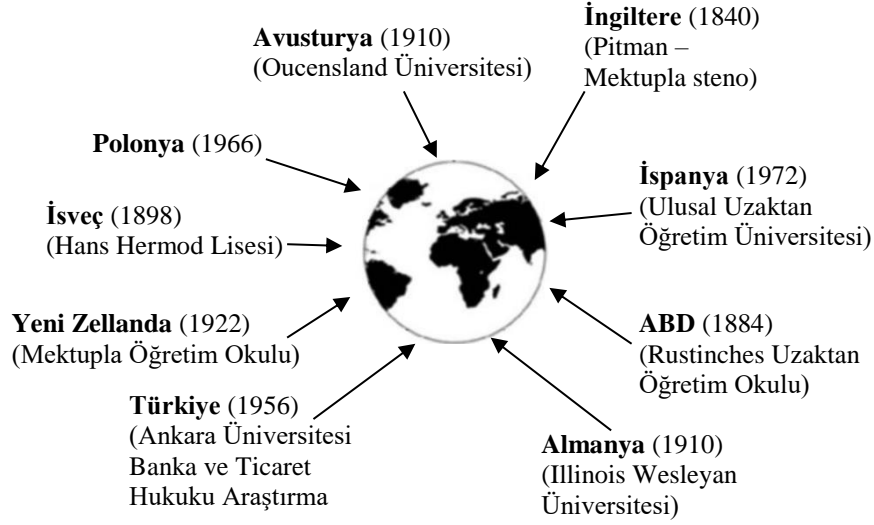 Avusturya (1910)
(Oucensland Üniversitesi)
İngiltere (1840)
(Pitman –
Mektupla steno)
Polonya (1966)
İspanya (1972)
(Ulusal Uzaktan
Öğretim Üniversitesi)
İsveç (1898)
(Hans Hermod Lisesi)
Yeni Zellanda (1922)
(Mektupla Öğretim Okulu)
ABD (1884)
(Rustinches Uzaktan
Öğretim Okulu)
Türkiye (1956)
(Ankara Üniversitesi
Banka ve Ticaret
Hukuku Araştırma
Almanya (1910)
(Illinois Wesleyan
Üniversitesi)